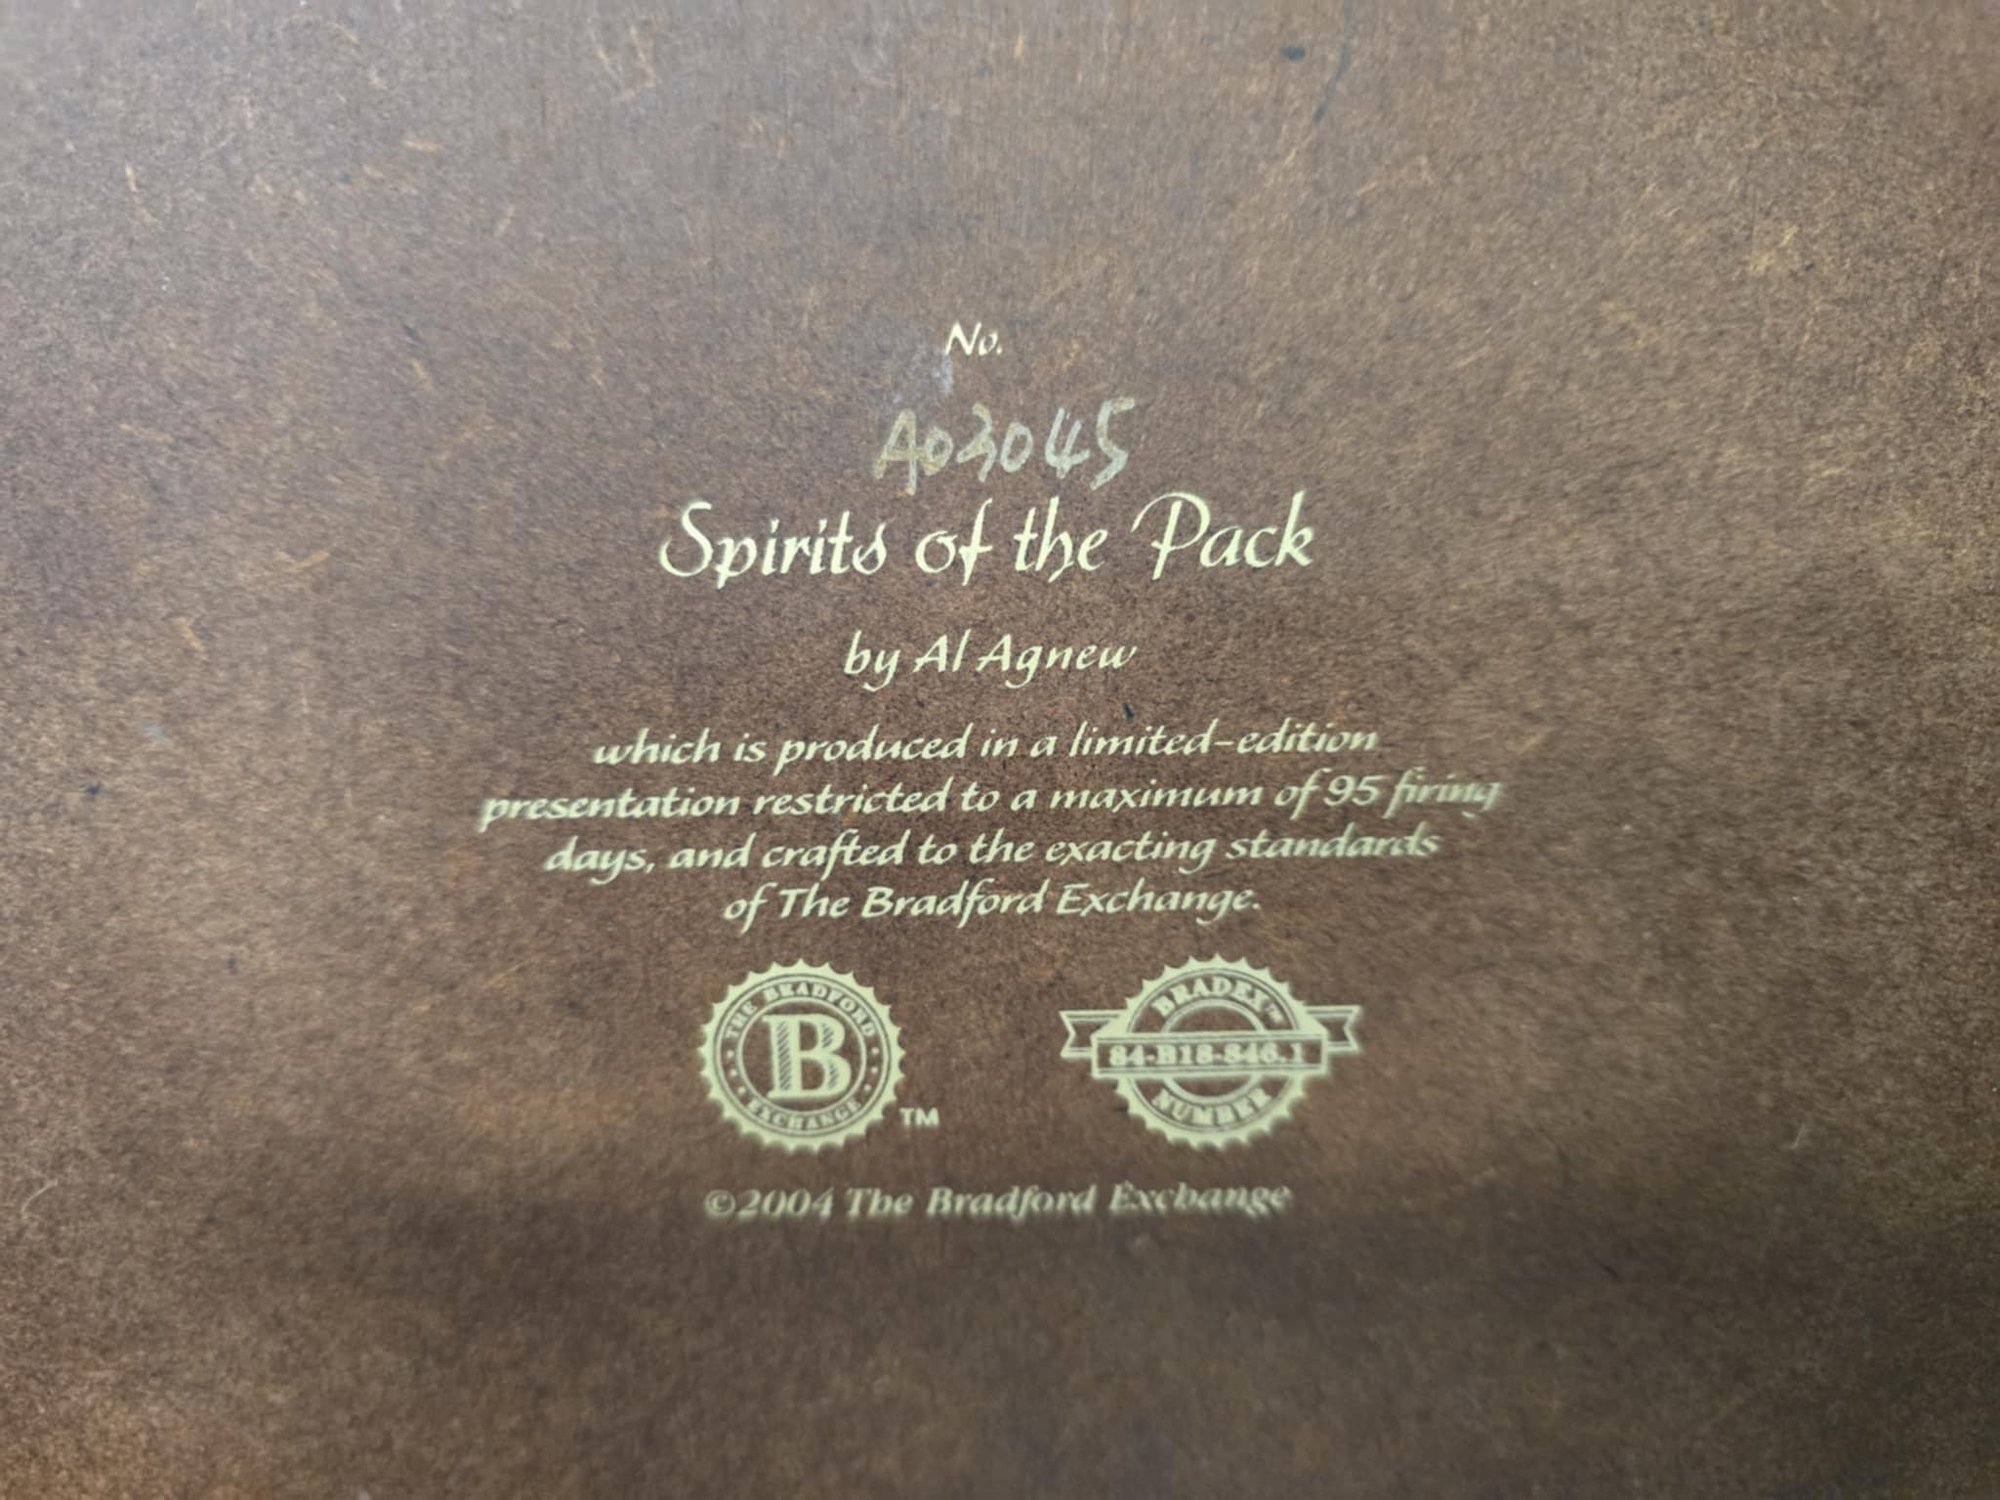 No.
A03045
Spirits of the Pack
by Al Agnew
which is produced in a limited-edition
presentation restricted to a maximum of 95 firing
days, and crafted to the exacting standards
of The Bradford Exchange.
THE BRADFORD
B
EXCHANGE
TM
BRADEX™
84-B18-846.1
NUMBER
©2004 The Bradford Exchange